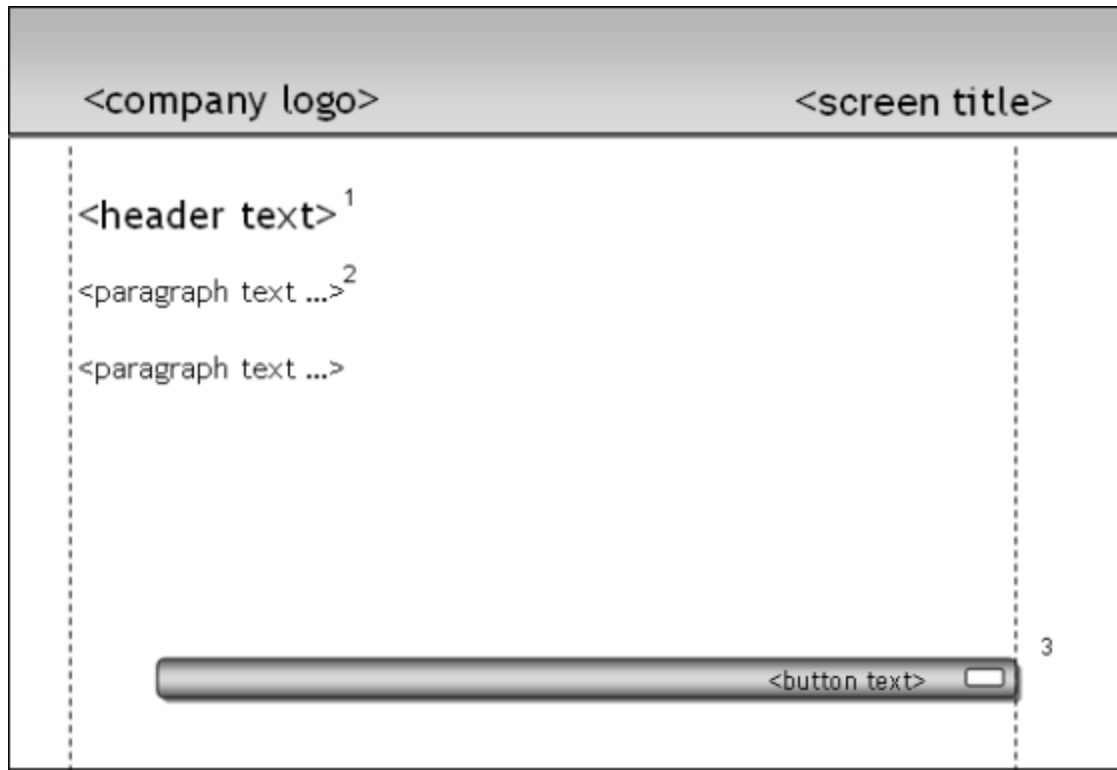 <company logo> <screen title>
<header text> 1
<paragraph text ...> 2
<paragraph text ...>
3
<button text>